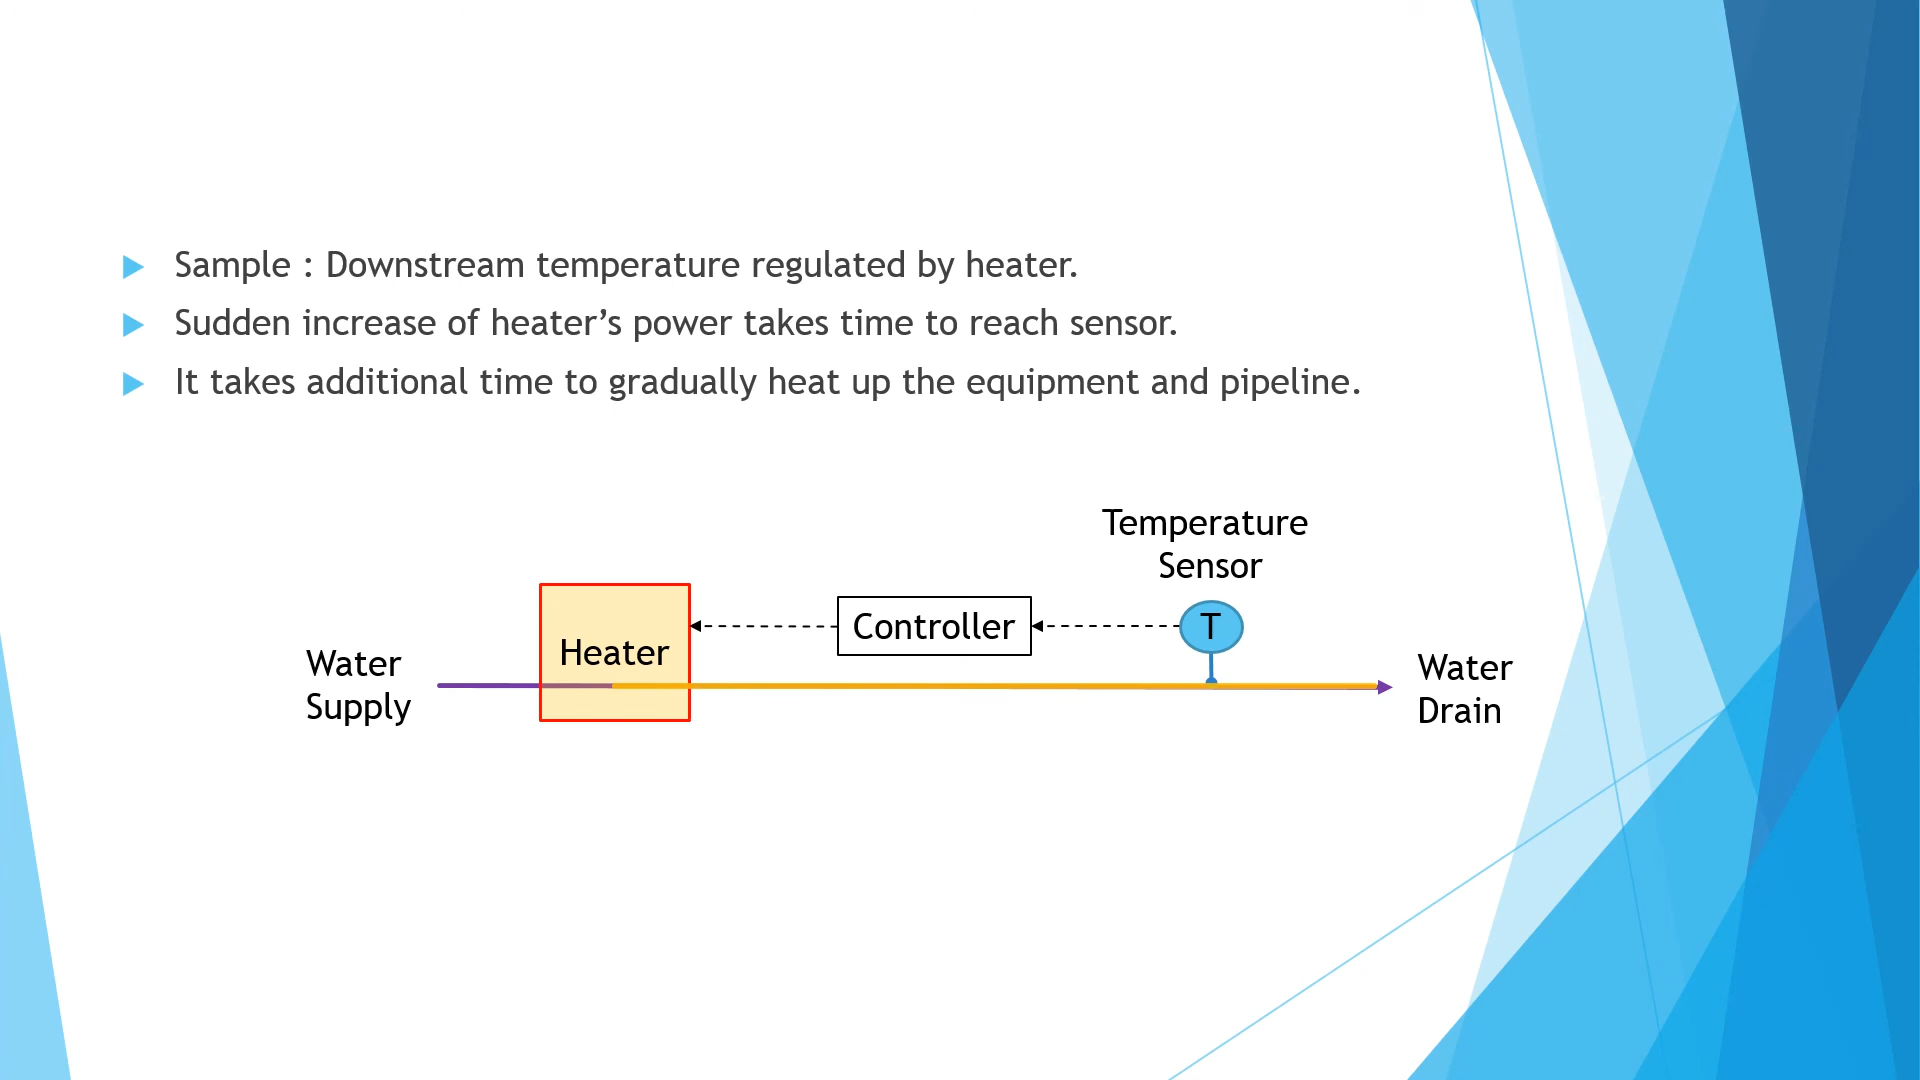 Sample : Downstream temperature regulated by heater.
Sudden increase of heater’s power takes time to reach sensor.
It takes additional time to gradually heat up the equipment and pipeline.
Temperature
Sensor
Heater
Controller
T
Water
Supply
Water
Drain